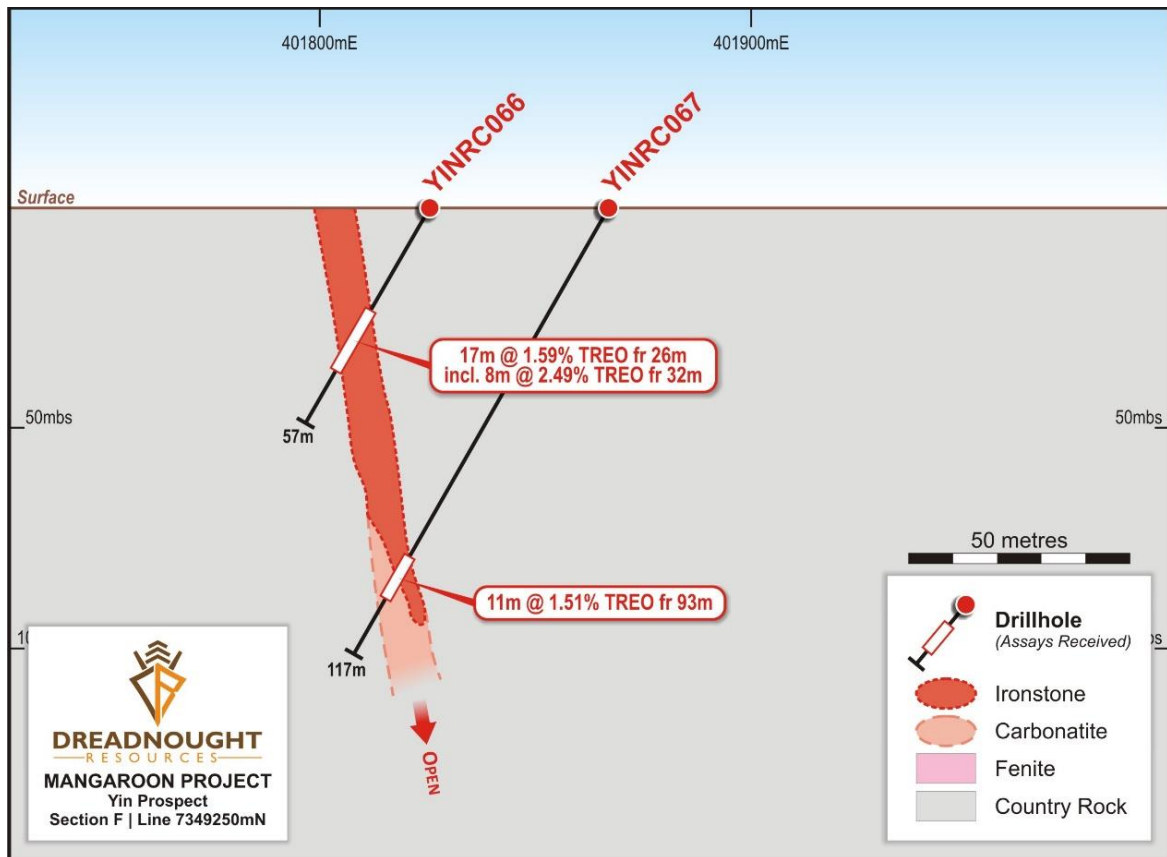 401800mE
401900mE
YINRC066
YINRC067
Surface
17m @ 1.59% TREO fr 26m
incl. 8m @ 2.49% TREO fr 32m
50mbs
50mbs
57m
50 metres
11m @ 1.51% TREO fr 93m
117m
OPEN
Drillhole
(Assays Received)
Ironstone
Carbonatite
Fenite
Country Rock
DREADNOUGHT
RESOURCES
MANGAROON PROJECT
Yin Prospect
Section F | Line 7349250mN